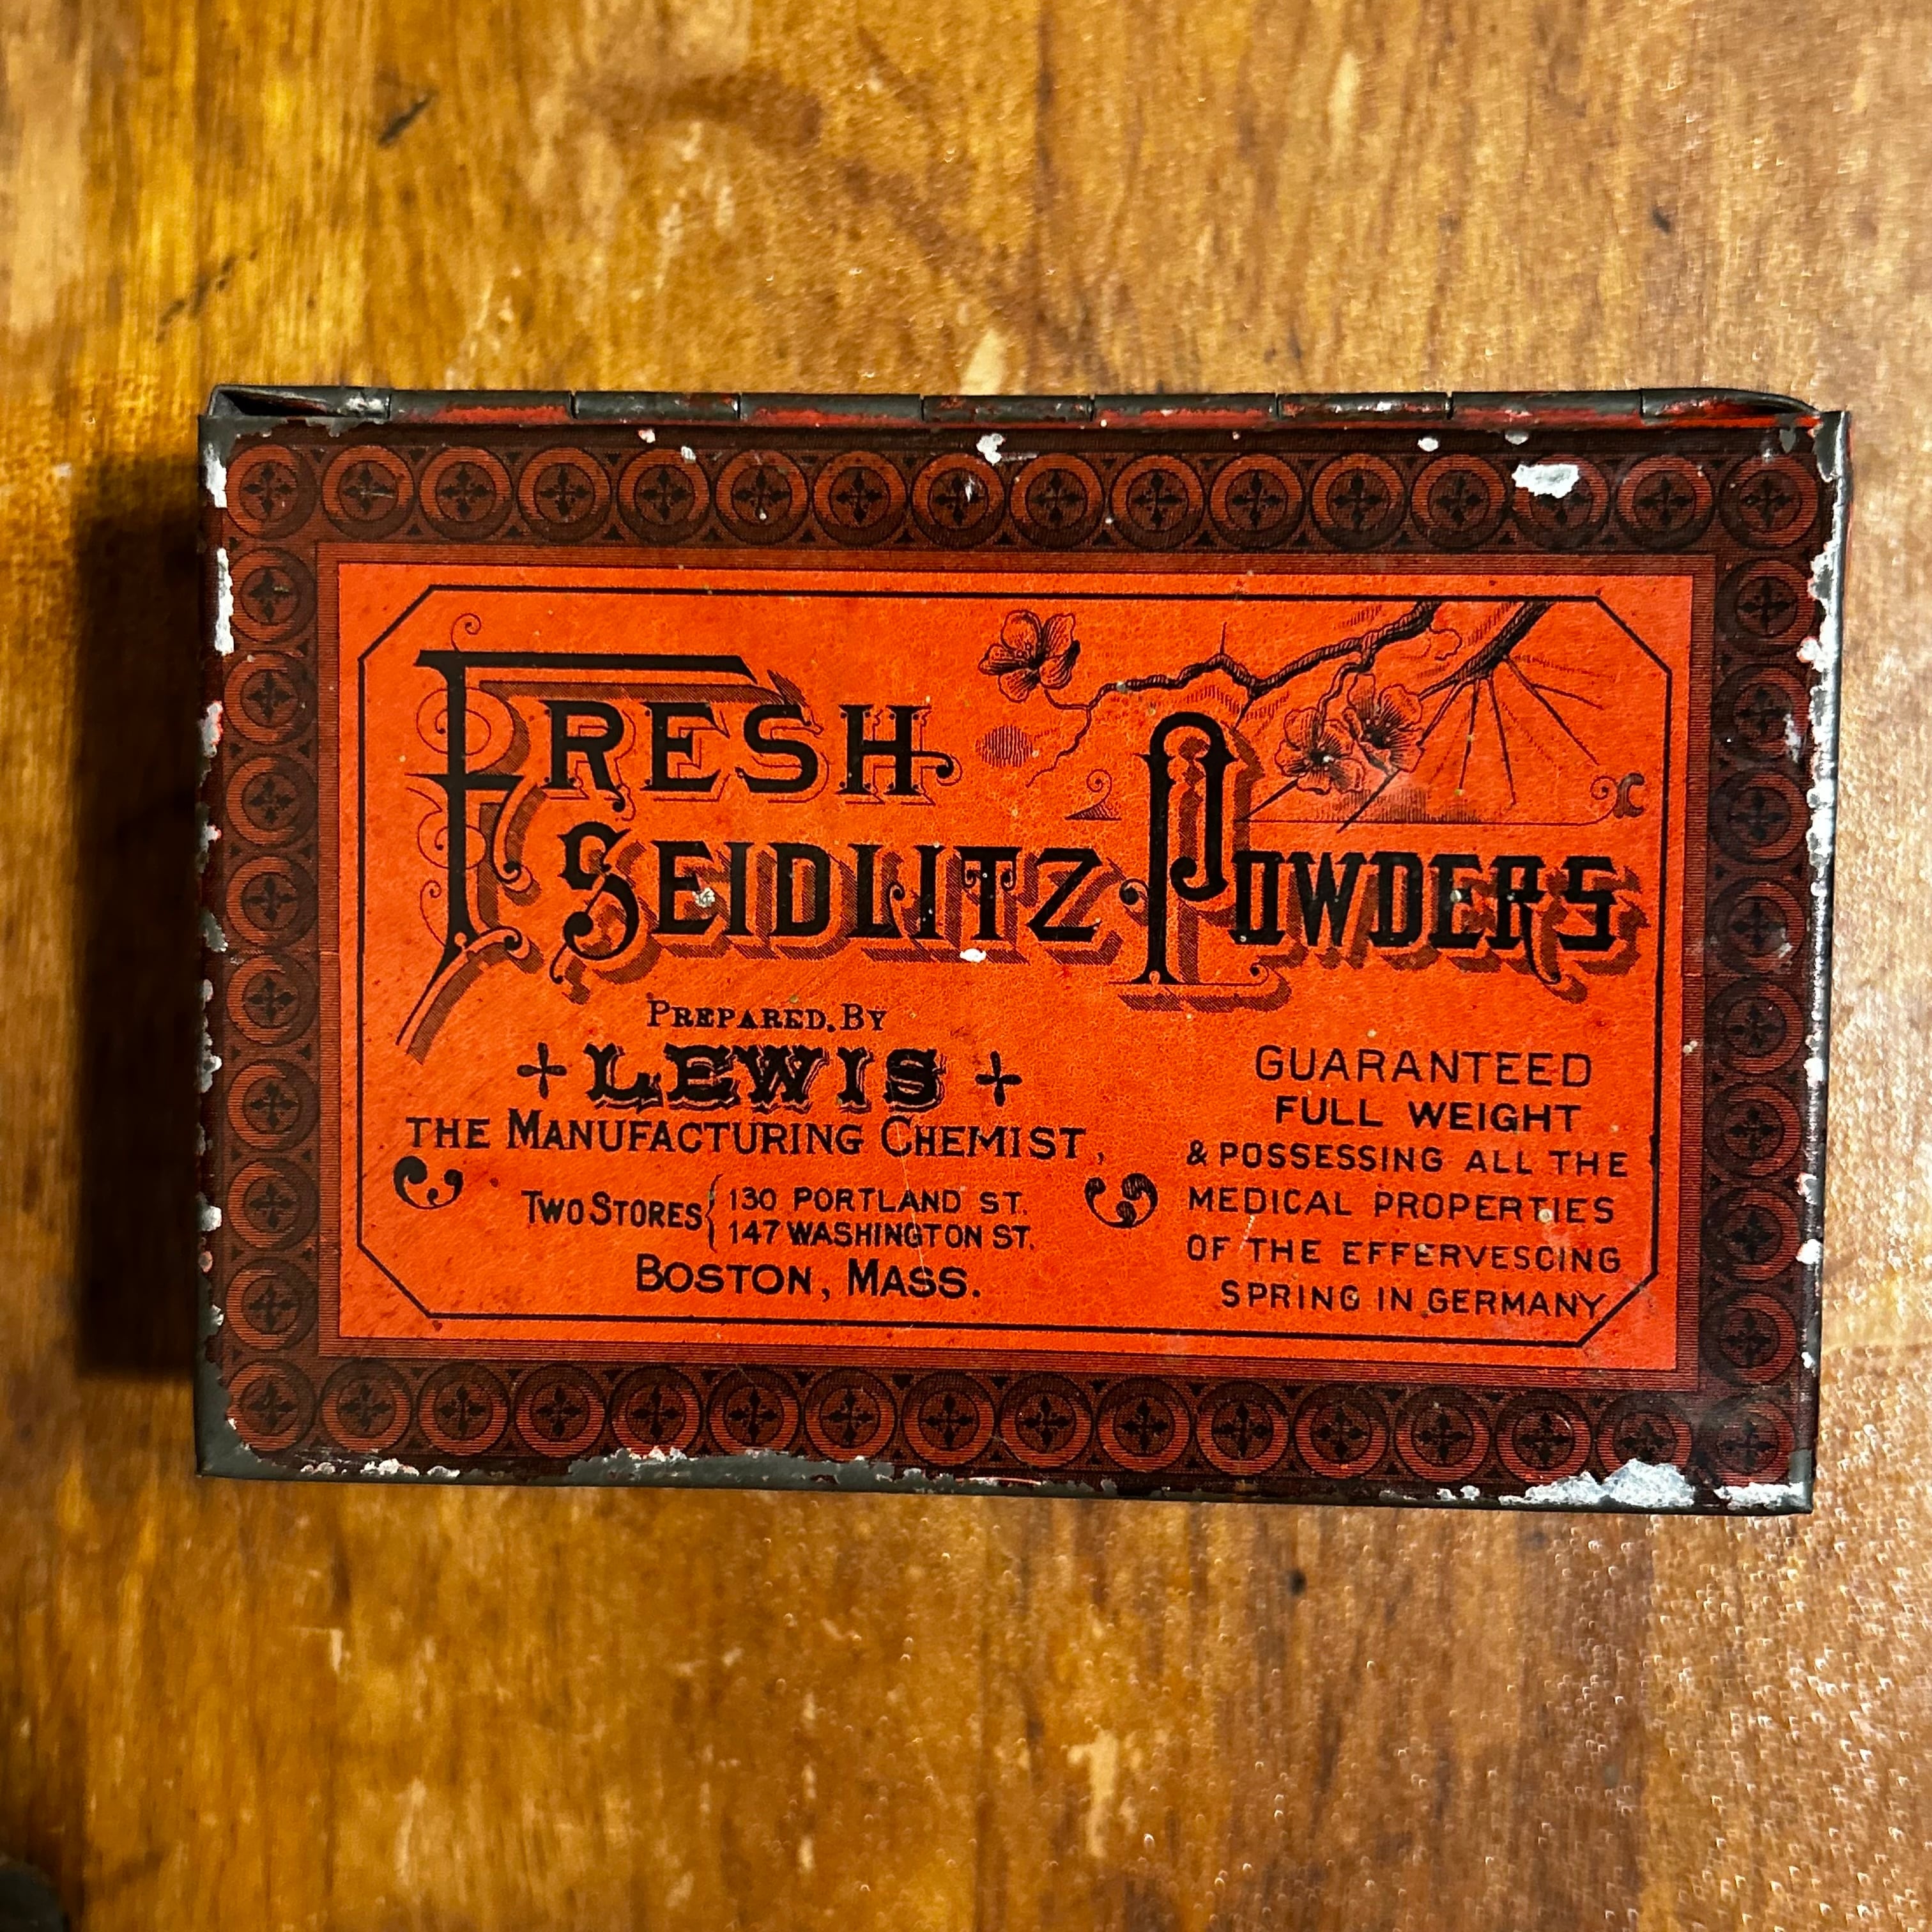 FRESH
SEIDLITZ POWDERS
PREPARED. BY
LEWIS
THE MANUFACTURING CHEMIST,
TWO STORES { 130 PORTLAND ST.
147 WASHINGTON ST.
BOSTON, MASS.
GUARANTEED
FULL WEIGHT
& POSSESSING ALL THE
MEDICAL PROPERTIES
OF THE EFFERVESCING
SPRING IN GERMANY